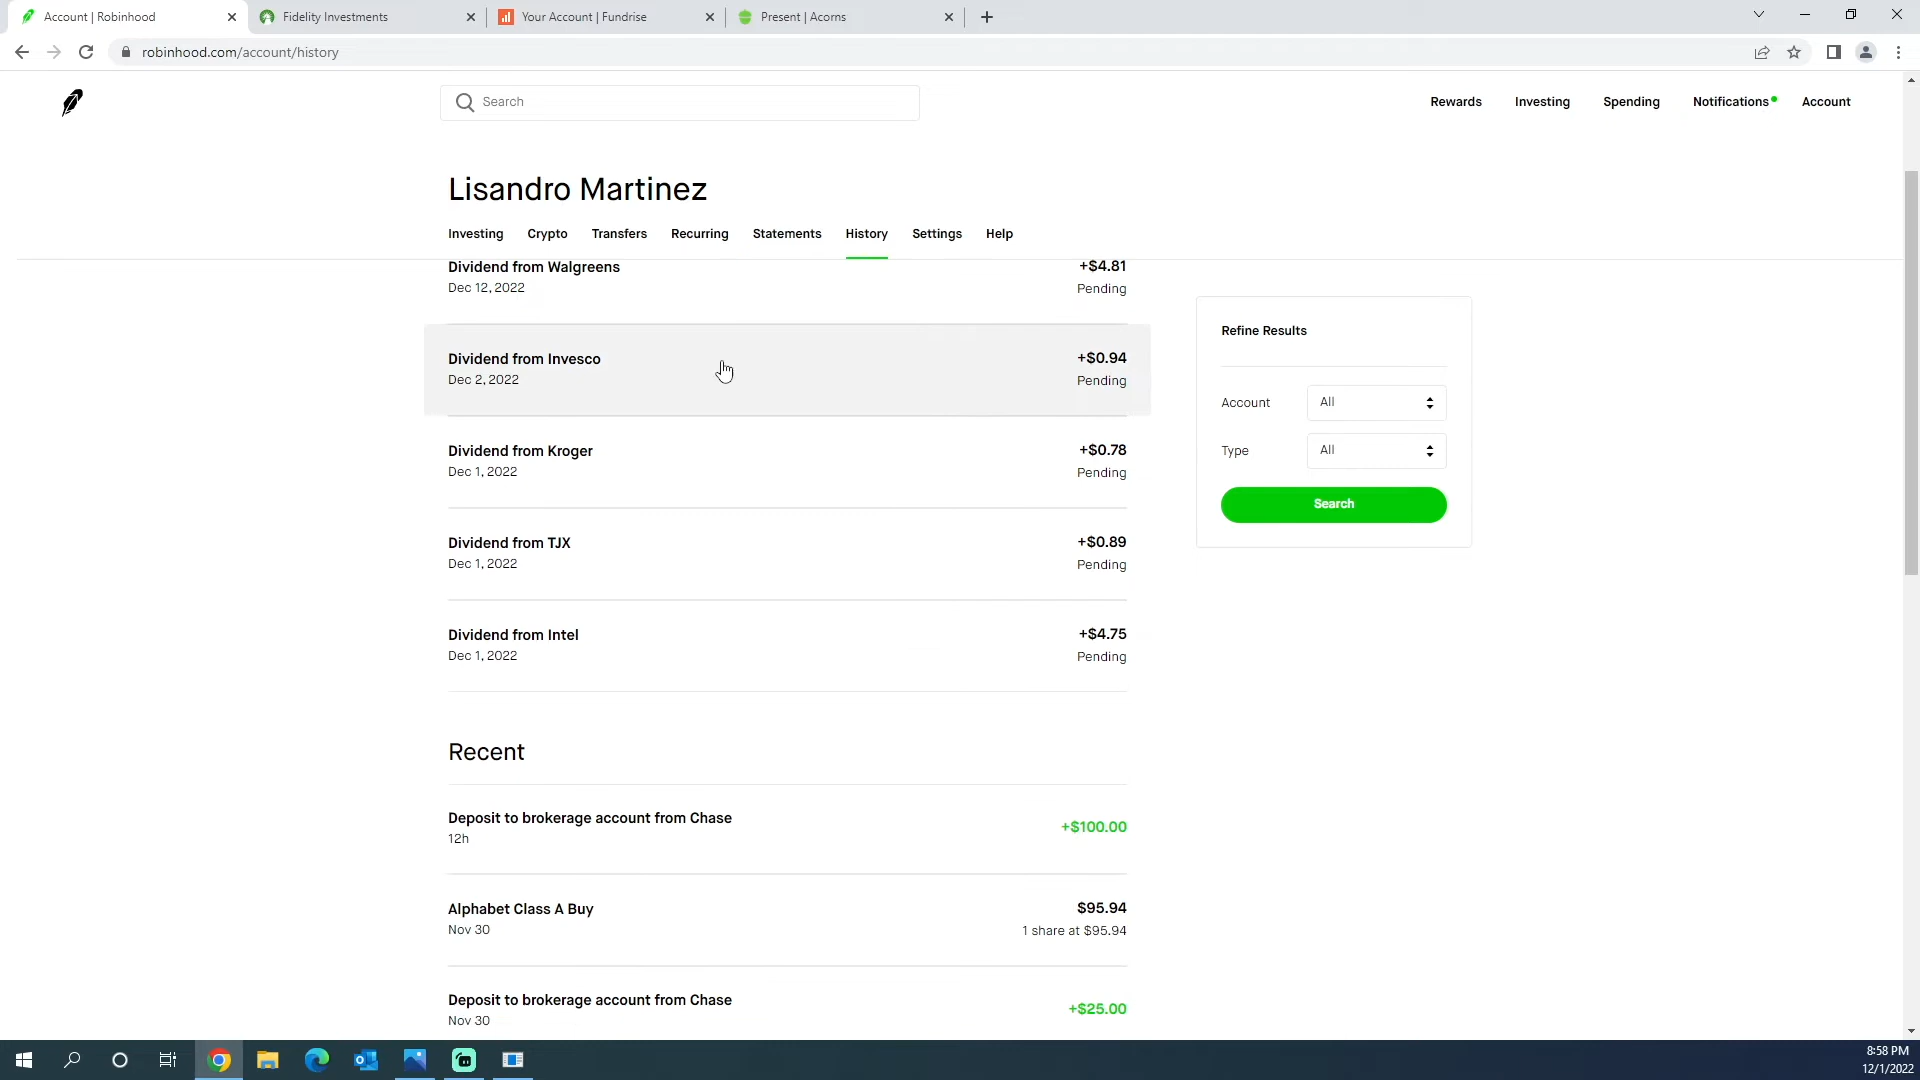 Account | Robinhood
Fidelity Investments
Your Account | Fundrise
Present | Acorns
robinhood.com/account/history
Search
Rewards
Investing
Spending
Notifications
Account
Lisandro Martinez
Investing
Crypto
Transfers
Recurring
Statements
History
Settings
Help
Dividend from Walgreens
+$4.81
Dec 12, 2022
Pending
Dividend from Invesco
+$0.94
Dec 2, 2022
Pending
Dividend from Kroger
+$0.78
Dec 1, 2022
Pending
Dividend from TJX
+$0.89
Dec 1, 2022
Pending
Dividend from Intel
+$4.75
Dec 1, 2022
Pending
Refine Results
Account
All
Type
All
Search
Recent
Deposit to brokerage account from Chase
12h
+$100.00
Alphabet Class A Buy
$95.94
Nov 30
1 share at $95.94
Deposit to brokerage account from Chase
Nov 30
+$25.00
8:58 PM
12/1/2022